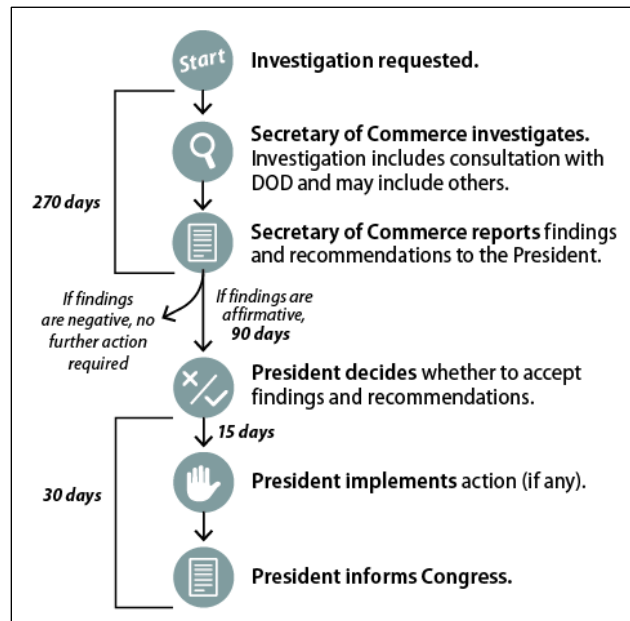 Start
Investigation requested.
Secretary of Commerce investigates.
Investigation includes consultation with
DOD and may include others.
270 days
Secretary of Commerce reports findings
and recommendations to the President.
If findings
are negative, no
further action
required
If findings are
affirmative,
90 days
President decides whether to accept
findings and recommendations.
15 days
30 days
President implements action (if any).
President informs Congress.